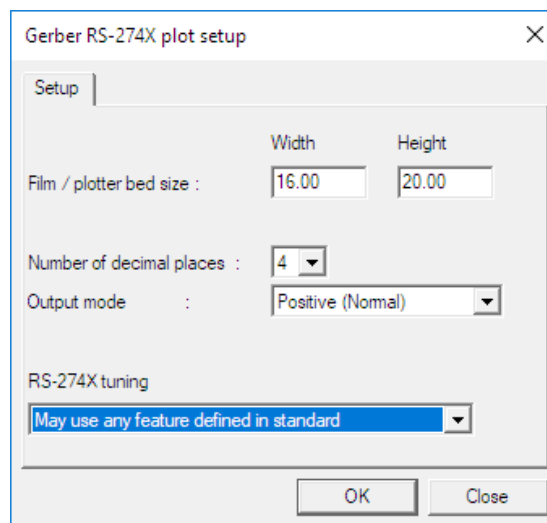 Gerber RS-274X plot setup
Setup
Width Height
Film / plotter bed size : 16.00 20.00
Number of decimal places : 4
Output mode : Positive (Normal)
RS-274X tuning
May use any feature defined in standard
OK Close